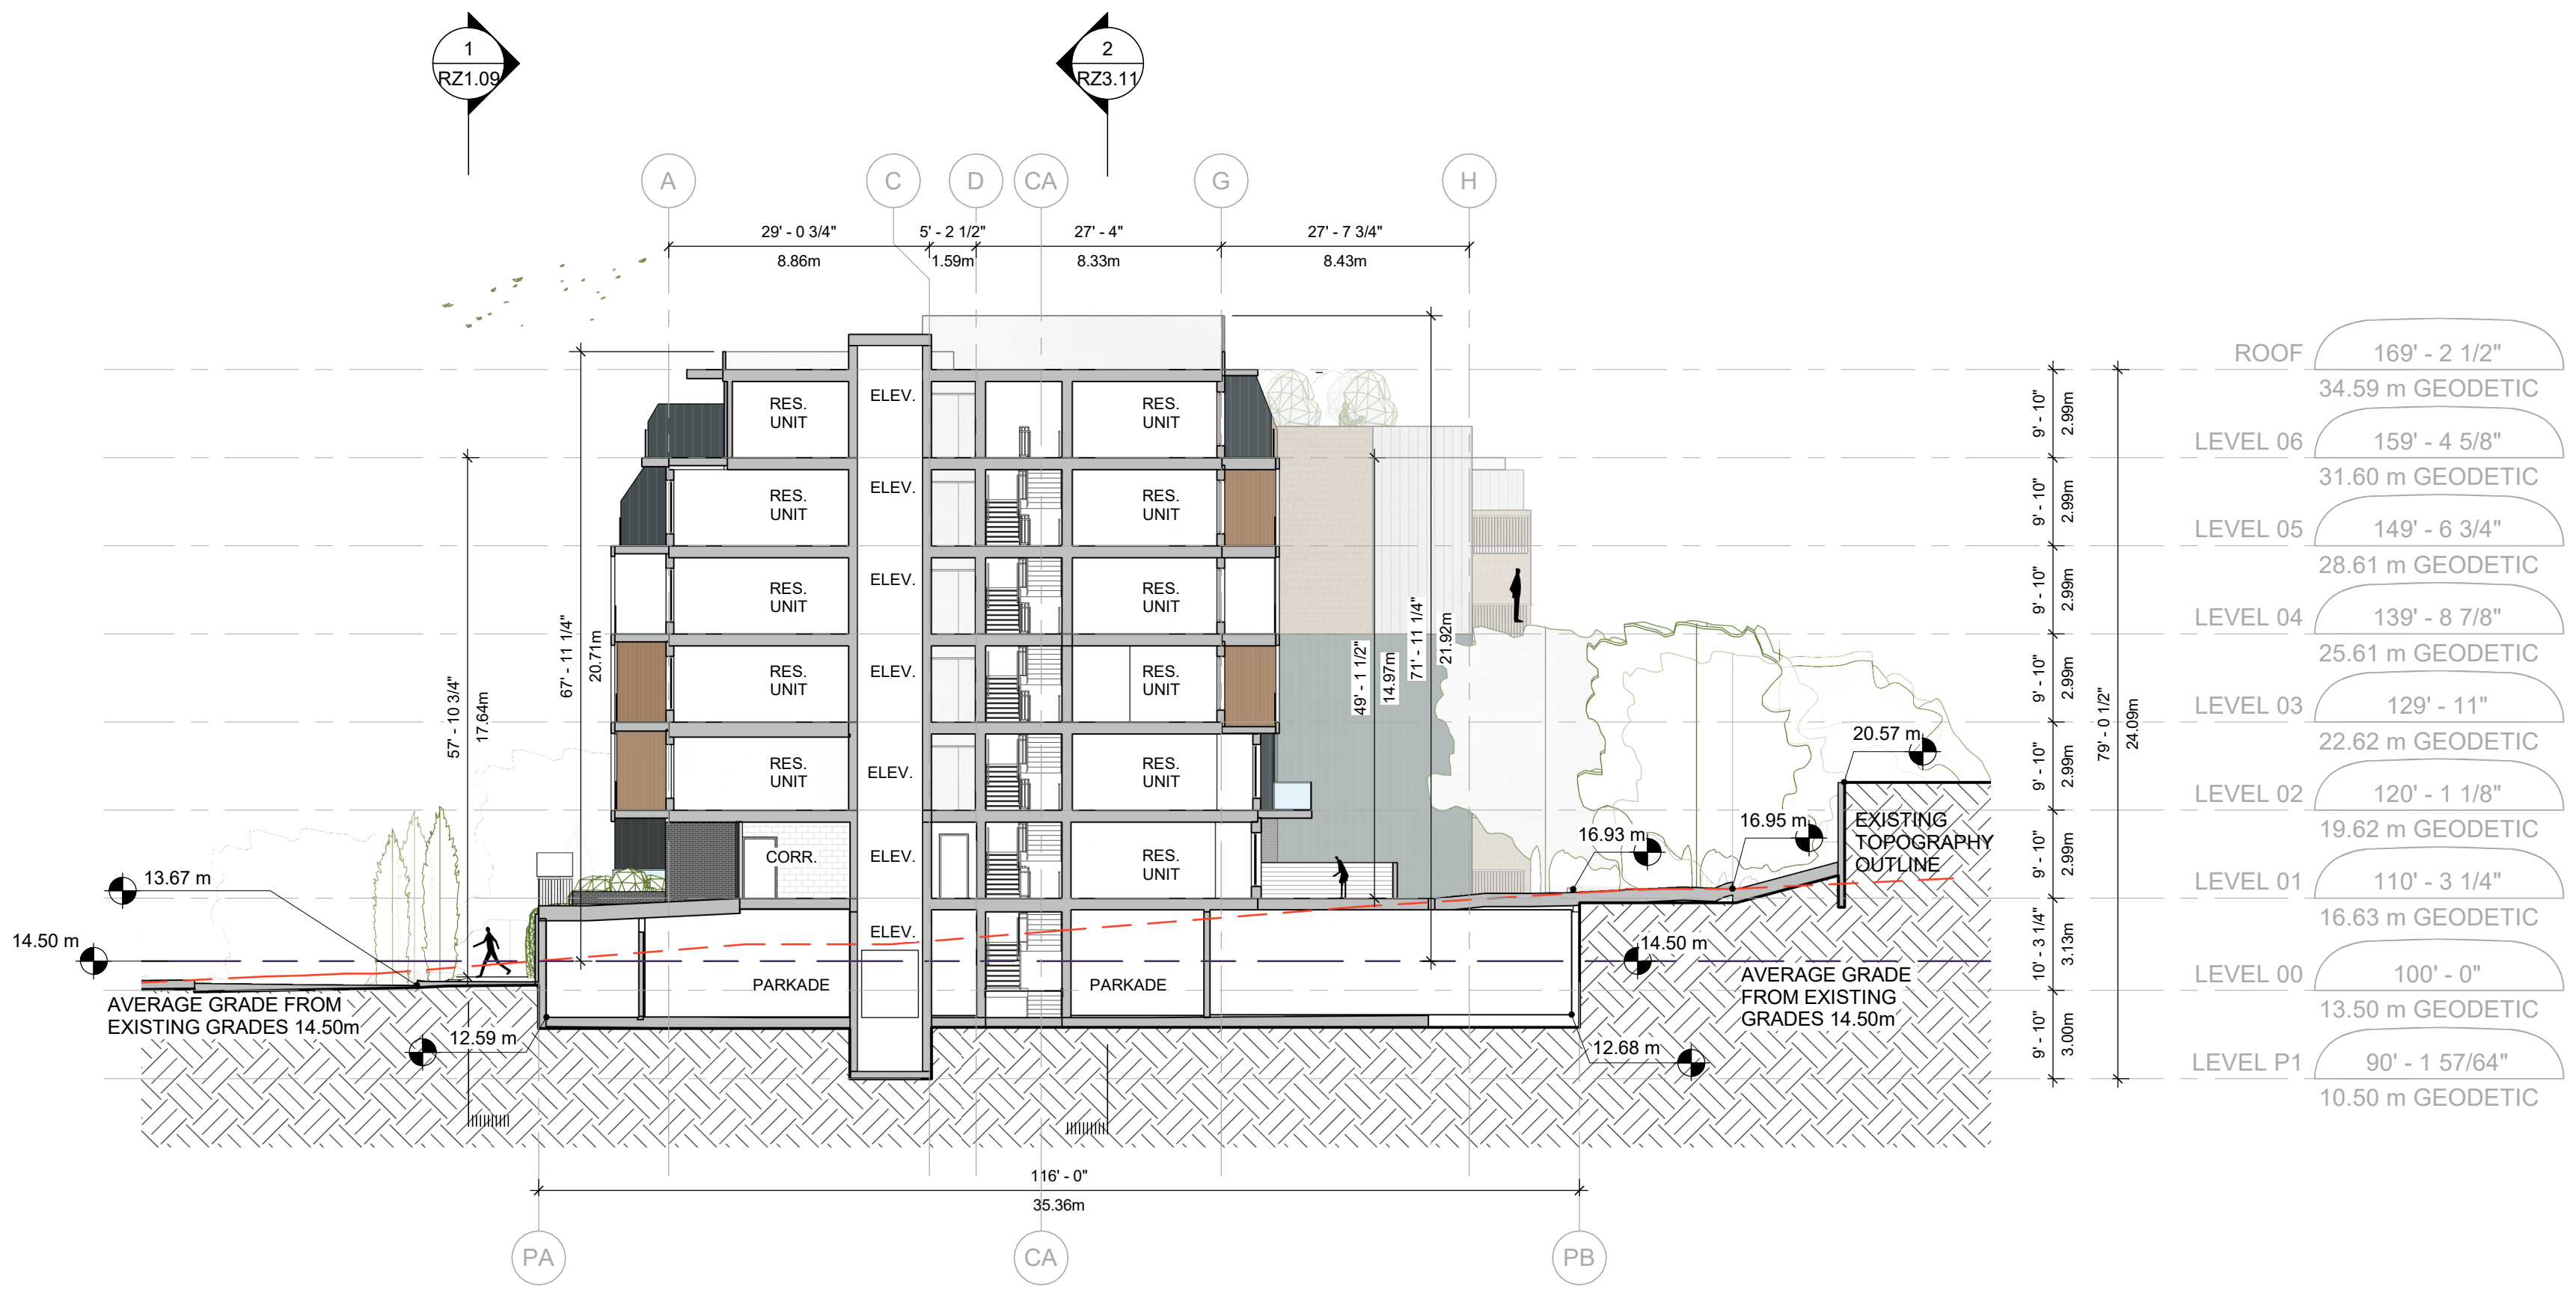 1
RZ1.09
2
RZ3.11
A
C
D
CA
G
H
29' - 0 3/4"
5' - 2 1/2"
27' - 4"
27' - 7 3/4"
8.86m
1.59m
8.33m
8.43m
ROOF
169' - 2 1/2"
34.59 m GEODETIC
LEVEL 06
159' - 4 5/8"
31.60 m GEODETIC
LEVEL 05
149' - 6 3/4"
28.61 m GEODETIC
LEVEL 04
139' - 8 7/8"
25.61 m GEODETIC
LEVEL 03
129' - 11"
22.62 m GEODETIC
LEVEL 02
120' - 1 1/8"
19.62 m GEODETIC
LEVEL 01
110' - 3 1/4"
16.63 m GEODETIC
LEVEL 00
100' - 0"
13.50 m GEODETIC
LEVEL P1
90' - 1 57/64"
10.50 m GEODETIC
9' - 10"
2.99m
9' - 10"
2.99m
9' - 10"
2.99m
9' - 10"
2.99m
9' - 10"
2.99m
9' - 10"
2.99m
10' - 3 1/4"
3.13m
9' - 10"
3.00m
79' - 0 1/2"
24.09m
RES.
UNIT
ELEV.
RES.
UNIT
RES.
UNIT
ELEV.
RES.
UNIT
RES.
UNIT
ELEV.
RES.
UNIT
RES.
UNIT
ELEV.
RES.
UNIT
RES.
UNIT
ELEV.
RES.
UNIT
CORR.
ELEV.
RES.
UNIT
ELEV.
PARKADE
PARKADE
57' - 10 3/4"
17.64m
67' - 11 1/4"
20.71m
49' - 1 1/2"
14.97m
71' - 11 1/4"
21.92m
13.67 m
14.50 m
AVERAGE GRADE FROM
EXISTING GRADES 14.50m
12.59 m
20.57 m
16.93 m
16.95 m
EXISTING
TOPOGRAPHY
OUTLINE
14.50 m
AVERAGE GRADE
FROM EXISTING
GRADES 14.50m
12.68 m
116' - 0"
35.36m
PA
CA
PB